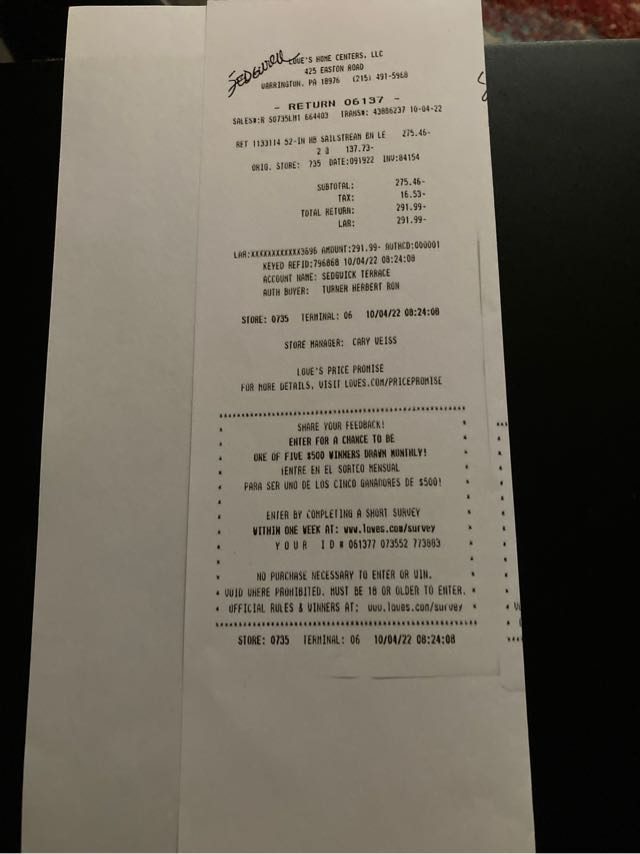 SEDGWICK
LOWE'S HOME CENTERS, LLC
425 EASTON ROAD
WARRINGTON, PA 18976 (215) 491-5968
- RETURN 06137 -
SALES#:R S0735LM1 664403 TRANS#: 43806237 10-04-22
RET 1133114 52-IN HB SAILSTREAM BN LE 275.46-
2 @ 137.73-
ORIG. STORE: 735 DATE:091922 INV:84154
SUBTOTAL: 275.46-
TAX: 16.53-
TOTAL RETURN: 291.99-
LAR: 291.99-
LAR:XXXXXXXXXXXX3696 AMOUNT:291.99- AUTHCD:000001
KEYED REFID:796868 10/04/22 08:24:08
ACCOUNT NAME: SEDGWICK TERRACE
AUTH BUYER: TURNER HERBERT RON
STORE: 0735 TERMINAL: 06 10/04/22 08:24:08
STORE MANAGER: CARY WEISS
LOWE'S PRICE PROMISE
FOR MORE DETAILS, VISIT LOWES.COM/PRICEPROMISE
SHARE YOUR FEEDBACK!
ENTER FOR A CHANCE TO BE
ONE OF FIVE $500 WINNERS DRAWN MONTHLY!
¡ENTRE EN EL SORTEO MENSUAL
PARA SER UNO DE LOS CINCO GANADORES DE $500!
ENTER BY COMPLETING A SHORT SURVEY
WITHIN ONE WEEK AT: www.lowes.com/survey
Y O U R I D # 061377 073552 773883
NO PURCHASE NECESSARY TO ENTER OR WIN.
VOID WHERE PROHIBITED. MUST BE 18 OR OLDER TO ENTER.
OFFICIAL RULES & WINNERS AT: www.lowes.com/survey
STORE: 0735 TERMINAL: 06 10/04/22 08:24:08